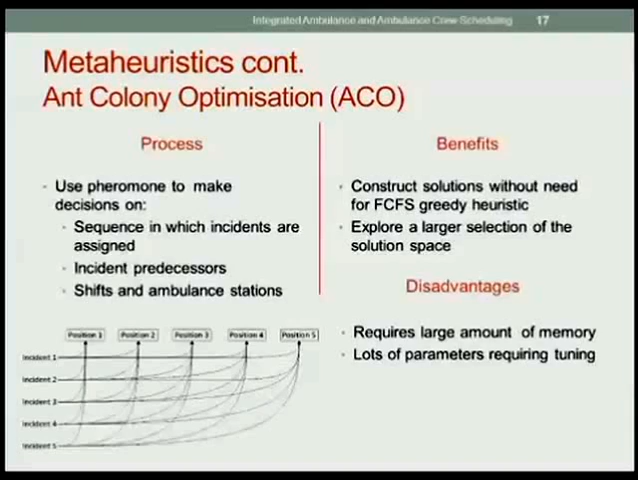 Integrated Ambulance and Ambulance Crew Scheduling 17
Metaheuristics cont.
Ant Colony Optimisation (ACO)
Process
Use pheromone to make
decisions on:
Sequence in which incidents are
assigned
Incident predecessors
Shifts and ambulance stations
Benefits
Construct solutions without need
for FCFS greedy heuristic
Explore a larger selection of the
solution space
Disadvantages
Requires large amount of memory
Lots of parameters requiring tuning
Position 1 Position 2 Position 3 Position 4 Position 5
Incident 1
Incident 2
Incident 3
Incident 4
Incident 5